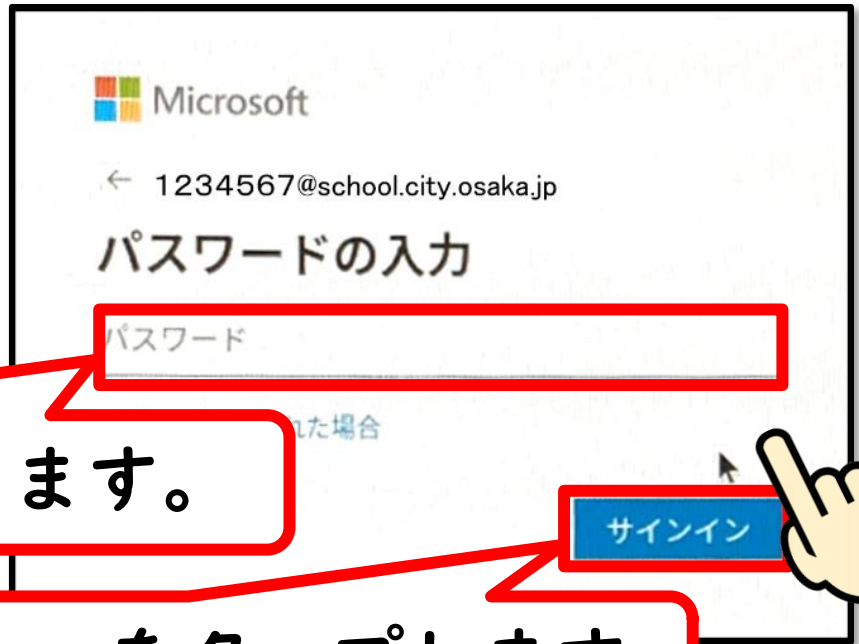 Microsoft
← 1234567@school.city.osaka.jp
パスワードの入力
パスワード
れた場合
ます。
サインイン
をタップします